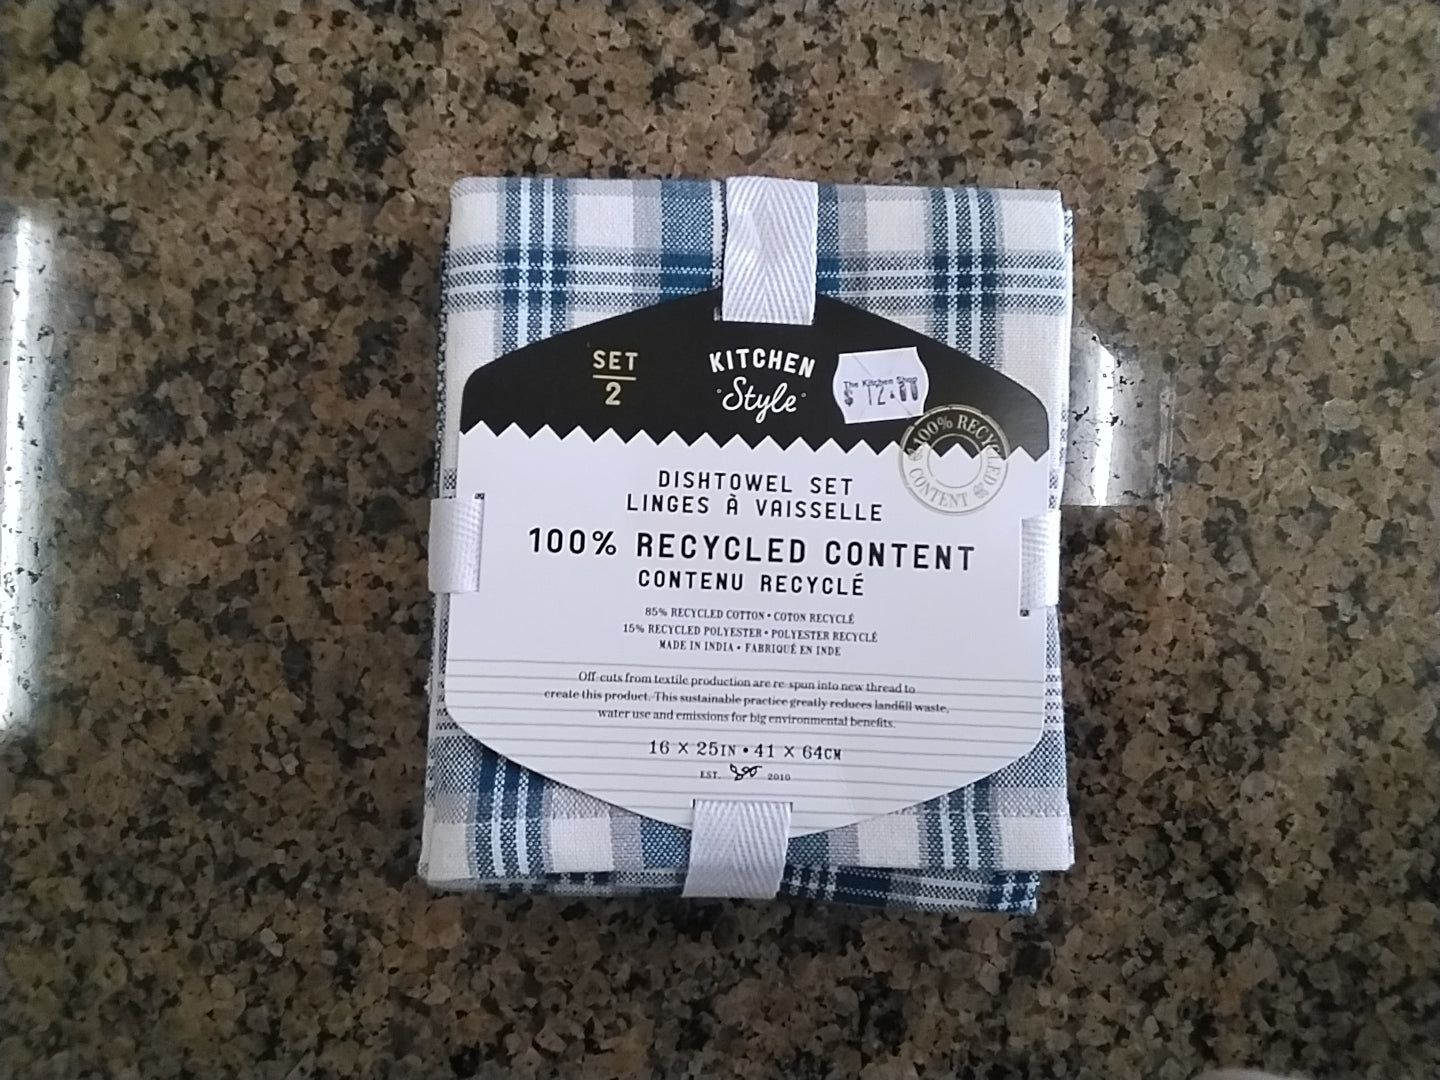 SET
2
KITCHEN
Style
The Kitchen Shop
$ 12.00
100% RECYCLED
CONTENT
DISHTOWEL SET
LINGES À VAISSELLE
100% RECYCLED CONTENT
CONTENU RECYCLÉ
85% RECYCLED COTTON • COTON RECYCLÉ
15% RECYCLED POLYESTER • POLYESTER RECYCLÉ
MADE IN INDIA • FABRIQUÉ EN INDE
Off-cuts from textile production are re-spun into new thread to
create this product. This sustainable practice greatly reduces landfill waste,
water use and emissions for big environmental benefits.
16 X 25IN • 41 X 64CM
EST. 2010